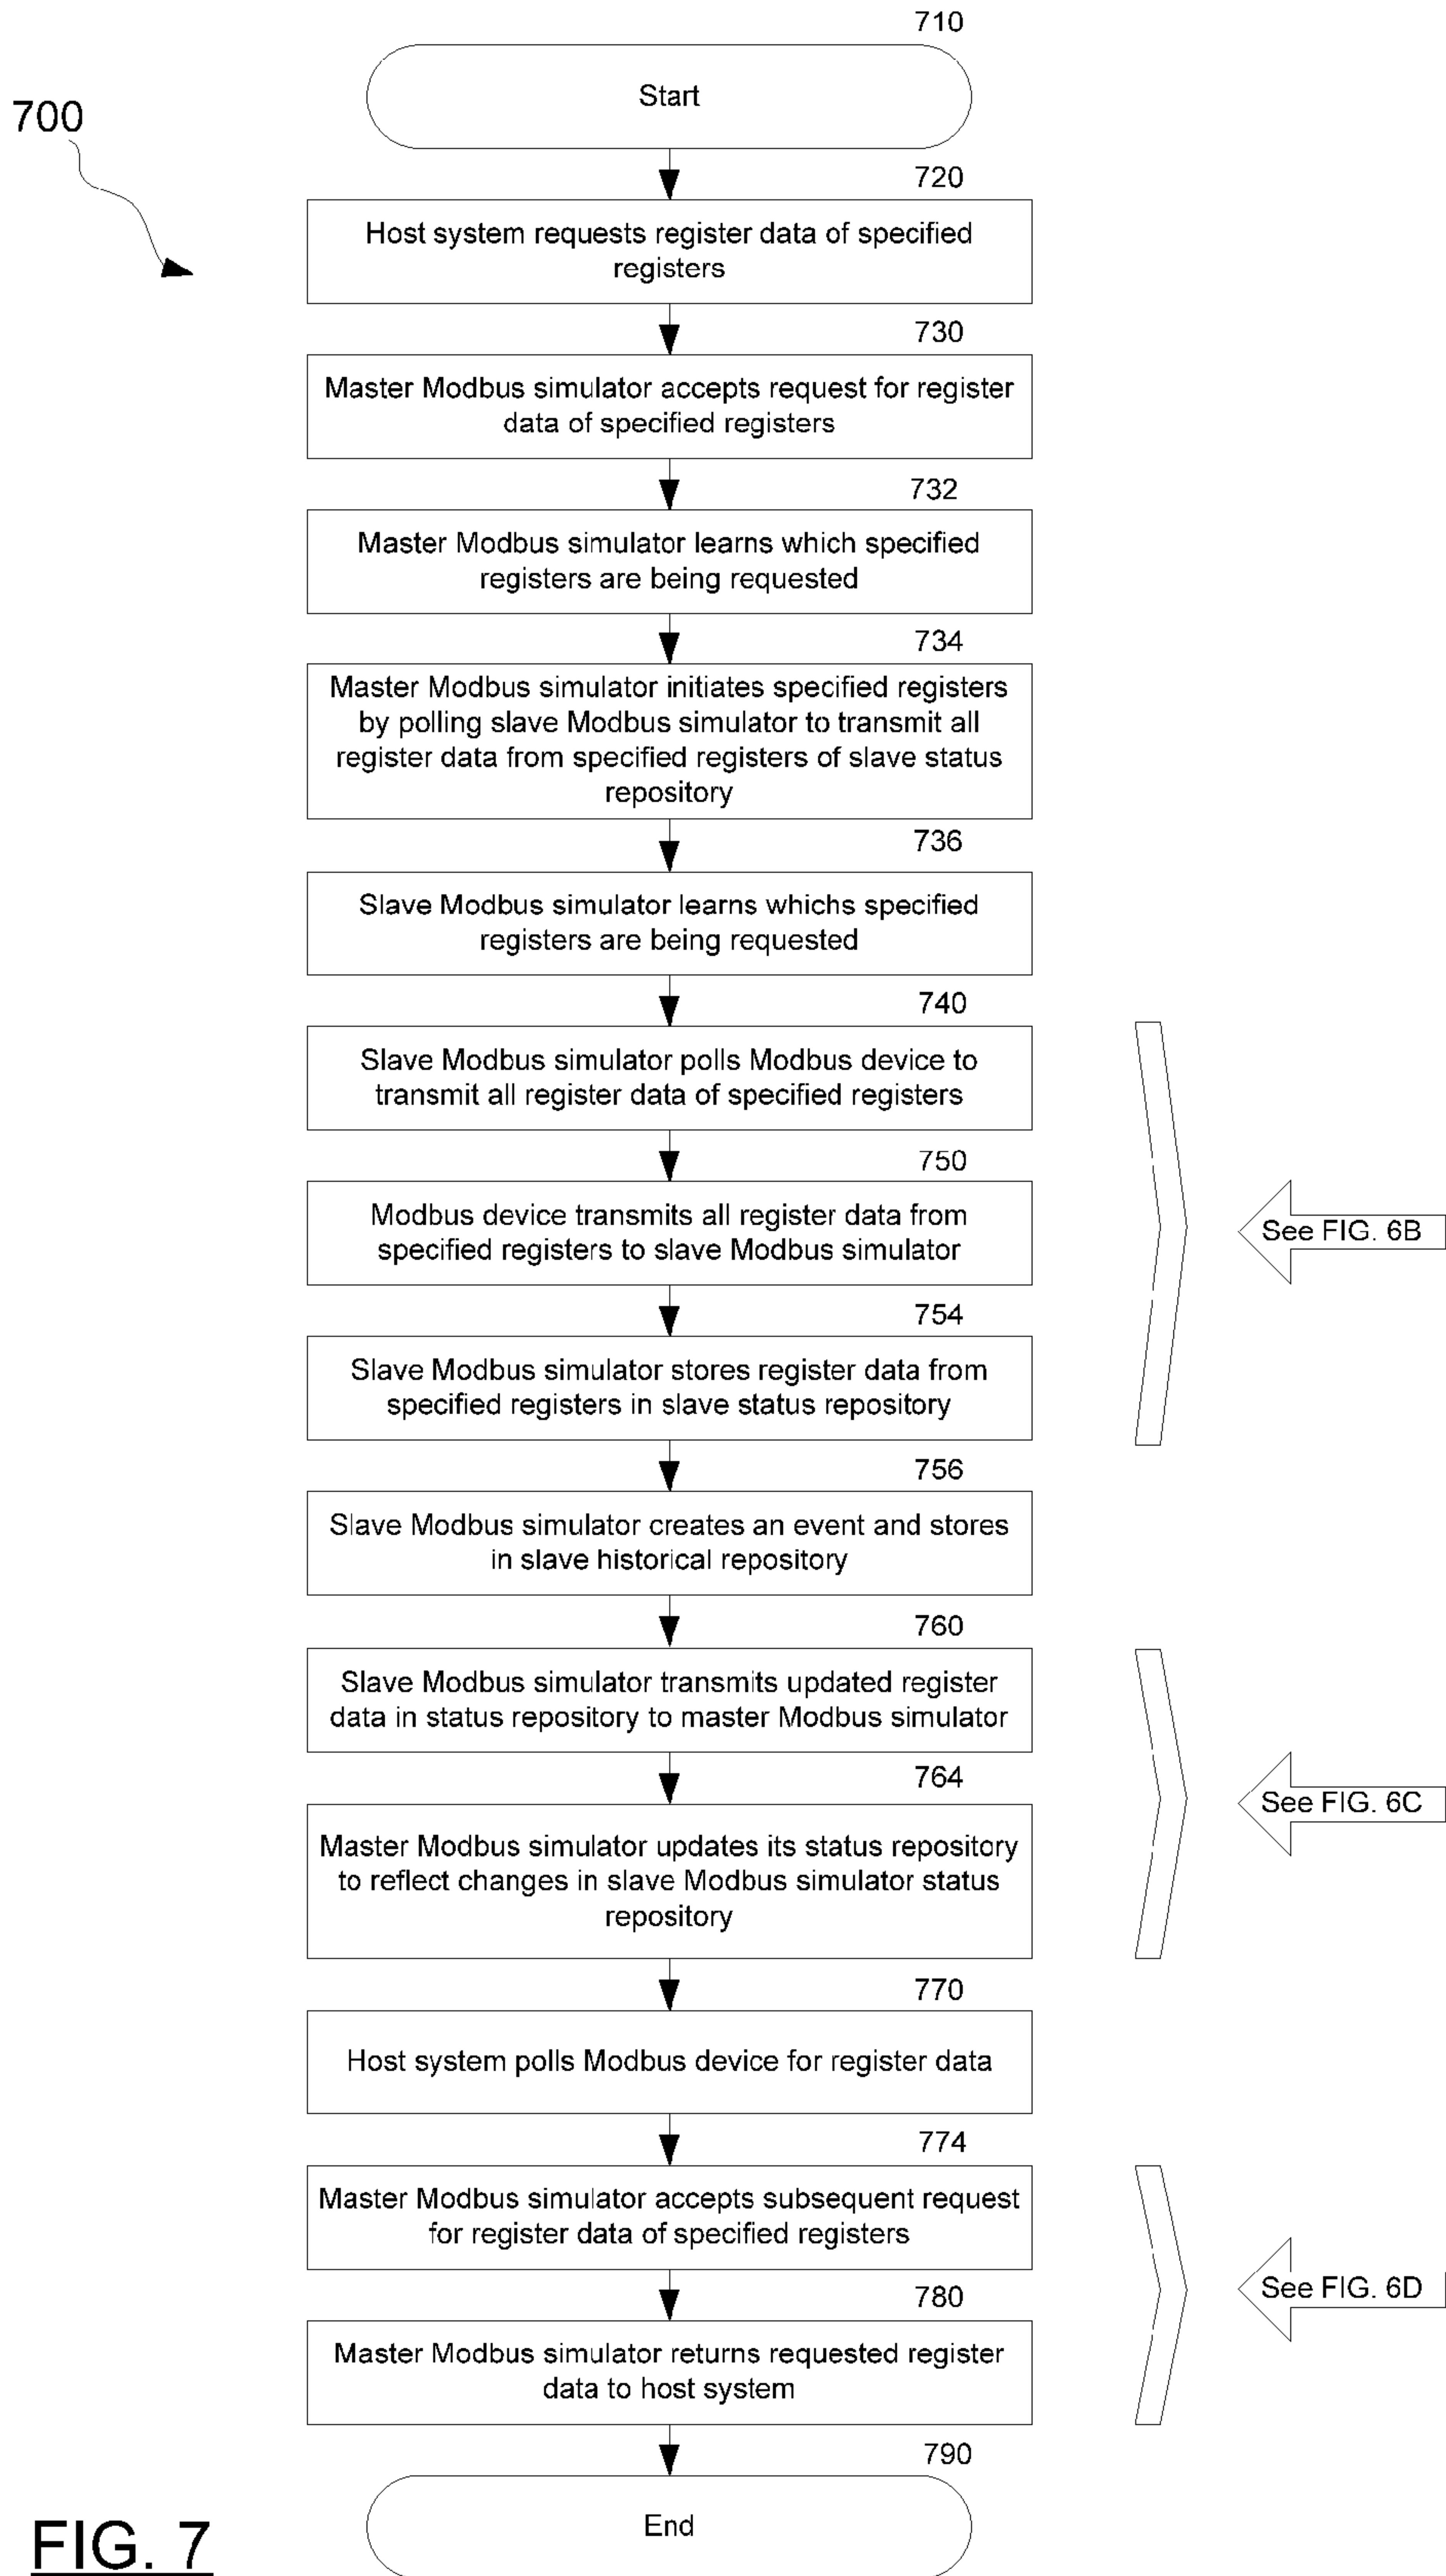 710
Start
700
720
Host system requests register data of specified
registers
730
Master Modbus simulator accepts request for register
data of specified registers
732
Master Modbus simulator learns which specified
registers are being requested
734
Master Modbus simulator initiates specified registers
by polling slave Modbus simulator to transmit all
register data from specified registers of slave status
repository
736
Slave Modbus simulator learns whichs specified
registers are being requested
740
Slave Modbus simulator polls Modbus device to
transmit all register data of specified registers
750
Modbus device transmits all register data from
specified registers to slave Modbus simulator
See FIG. 6B
754
Slave Modbus simulator stores register data from
specified registers in slave status repository
756
Slave Modbus simulator creates an event and stores
in slave historical repository
760
Slave Modbus simulator transmits updated register
data in status repository to master Modbus simulator
764
See FIG. 6C
Master Modbus simulator updates its status repository
to reflect changes in slave Modbus simulator status
repository
770
Host system polls Modbus device for register data
774
Master Modbus simulator accepts subsequent request
for register data of specified registers
See FIG. 6D
780
Master Modbus simulator returns requested register
data to host system
790
End
FIG. 7